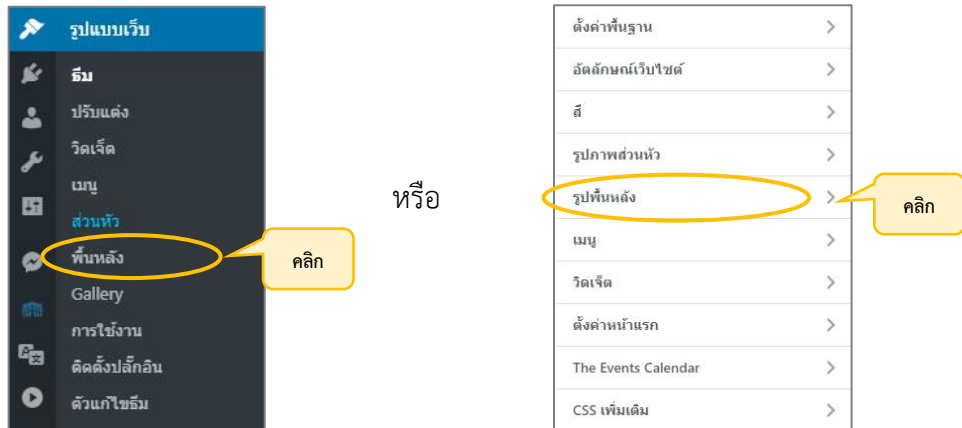 รูปแบบเว็บ
ธีม
ปรับแต่ง
วิดเจ็ต
เมนู
ส่วนหัว
พื้นหลัง
คลิก
Gallery
การใช้งาน
ติดตั้งปลั๊กอิน
ตัวแก้ไขธีม
หรือ
ตั้งค่าพื้นฐาน
อัตลักษณ์เว็บไซต์
สี
รูปภาพส่วนหัว
รูปพื้นหลัง
คลิก
เมนู
วิดเจ็ต
ตั้งค่าหน้าแรก
The Events Calendar
CSS เพิ่มเติม